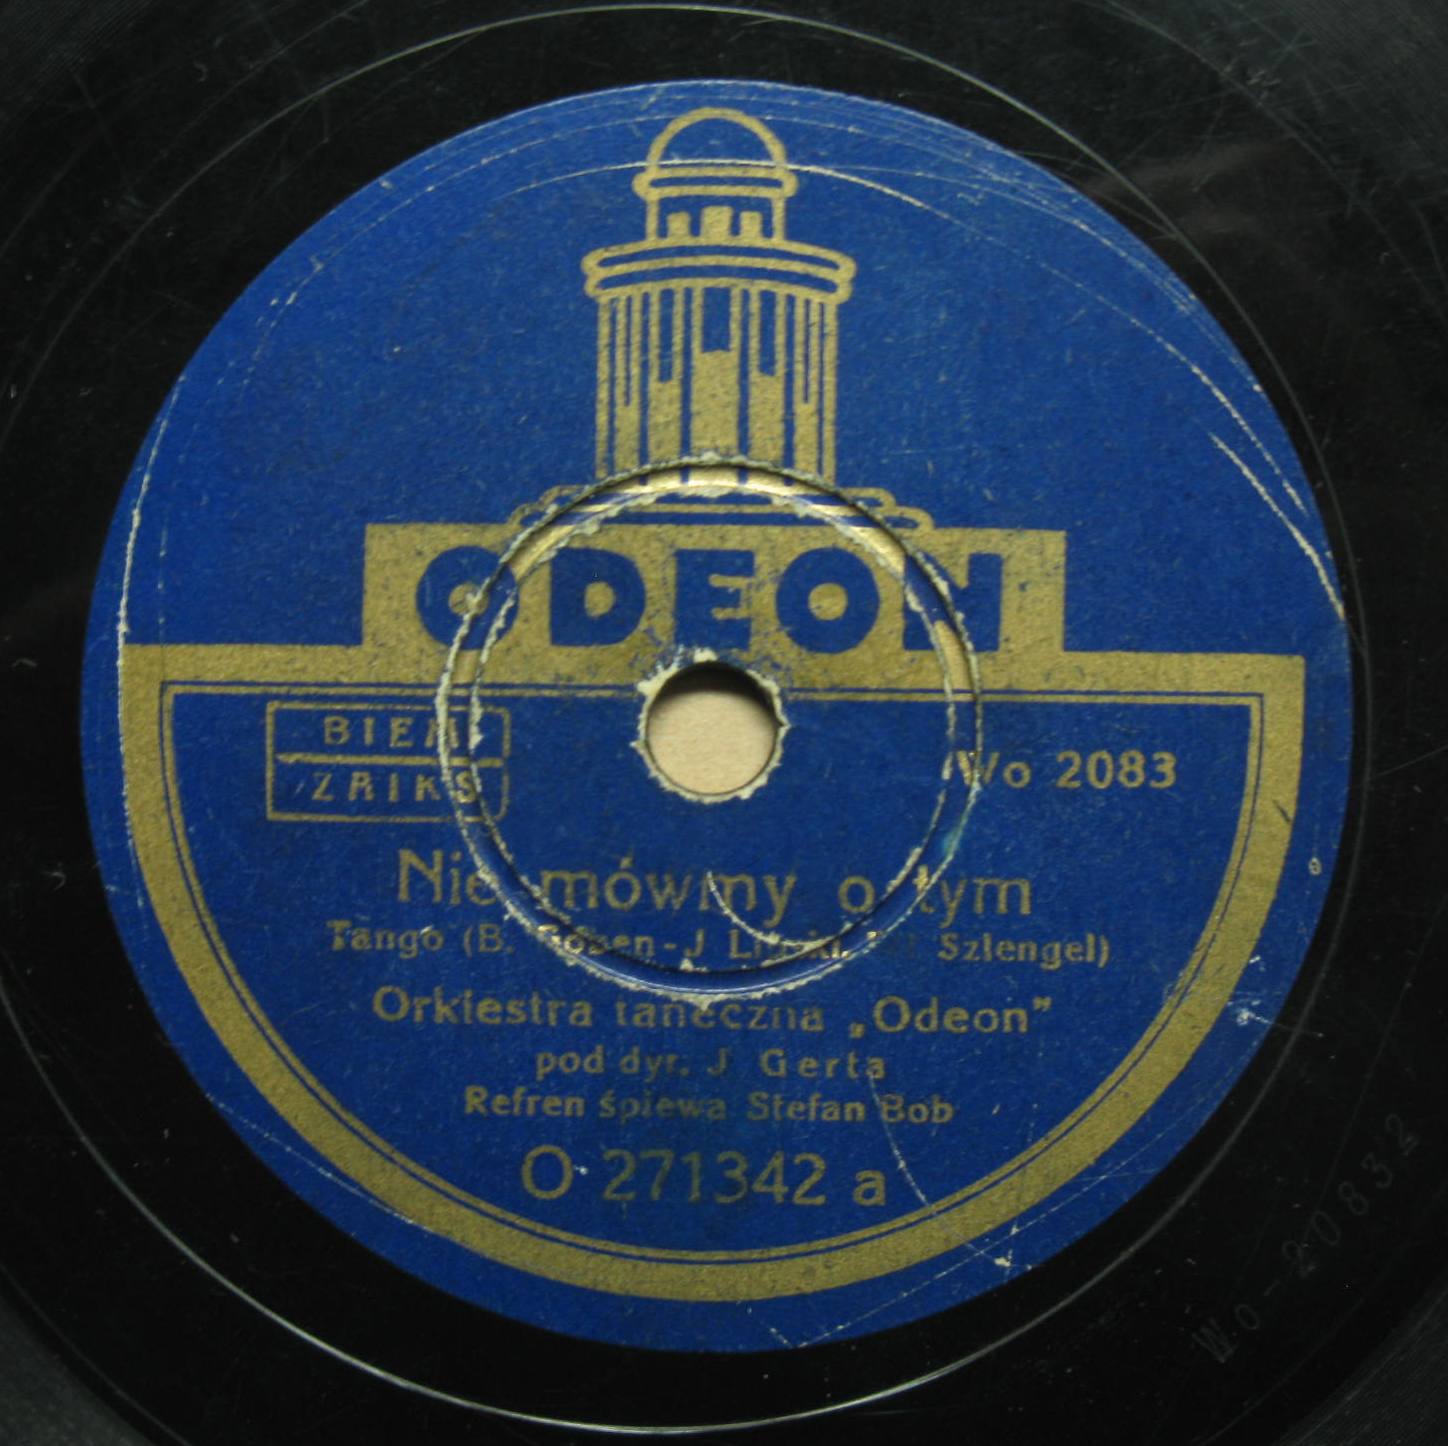 ODEON
BIEM
ZAIKS
Wo 2083
Nie mówmy o tym
Tango (B. - J Szlengel)
Orkiestra taneczna „Odeon”
pod dyr. J Gerta
Refren śpiewa Stefan Bob
O 271342 a
Wo-20832